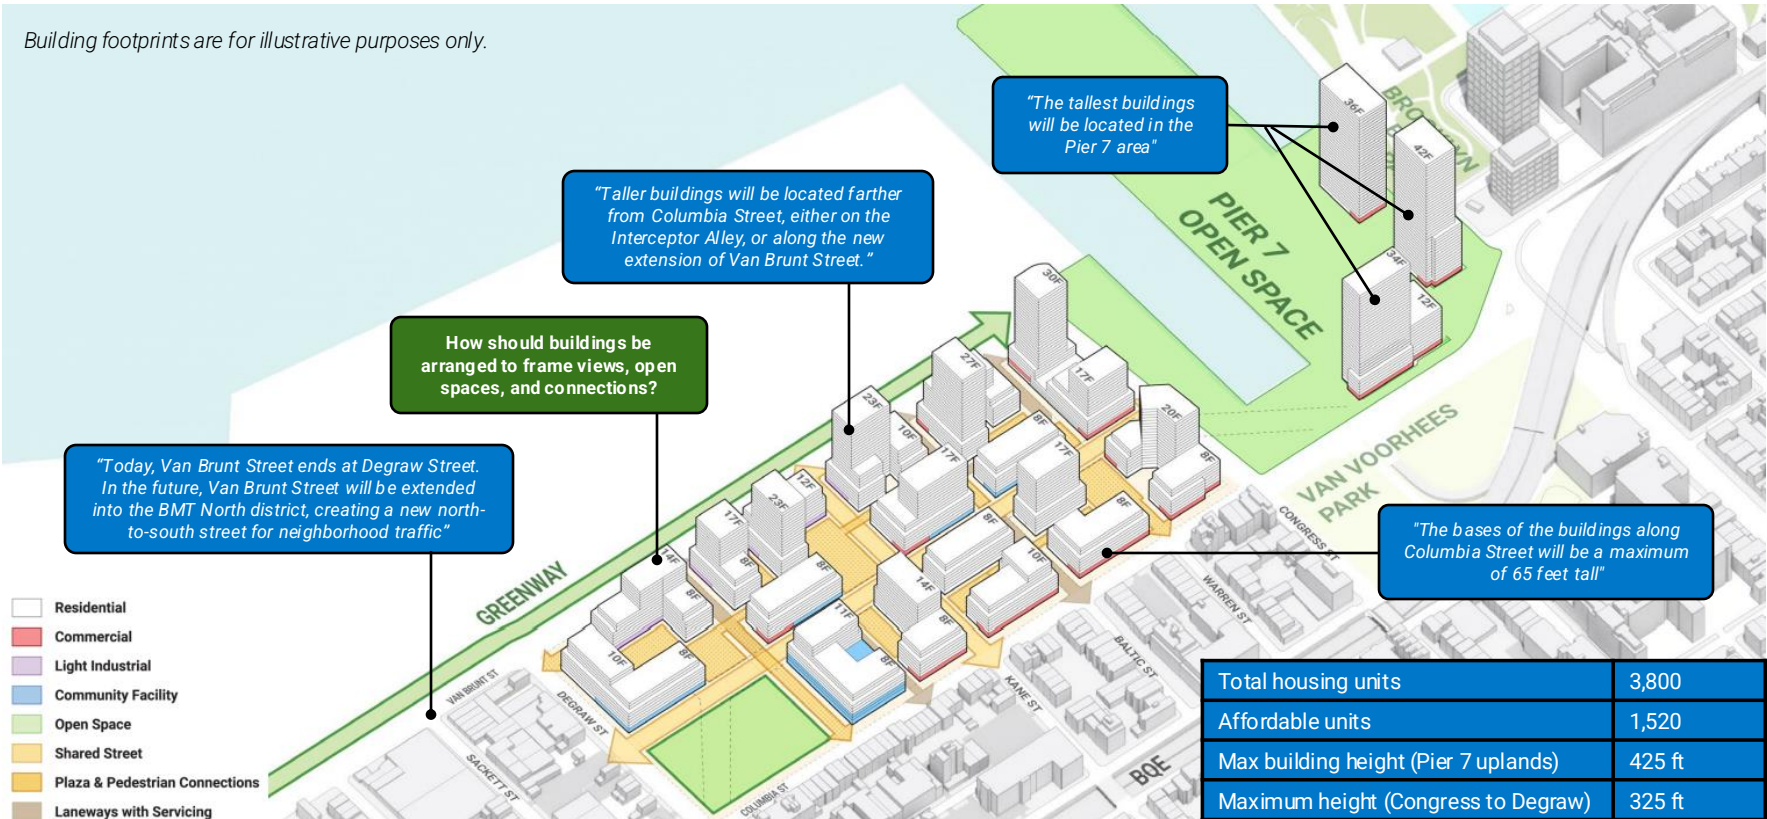 Building footprints are for illustrative purposes only.
"The tallest buildings
will be located in the
Pier 7 area"
"Taller buildings will be located farther
from Columbia Street, either on the
Interceptor Alley, or along the new
extension of Van Brunt Street."
How should buildings be
arranged to frame views, open
spaces, and connections?
"Today, Van Brunt Street ends at Degraw Street.
In the future, Van Brunt Street will be extended
into the BMT North district, creating a new north-
to-south street for neighborhood traffic"
"The bases of the buildings along
Columbia Street will be a maximum
of 65 feet tall"
BROOKLYN
PIER 7
OPEN SPACE
VAN VOORHEES
PARK
GREENWAY
36F
42F
34F
12F
30F
27F
17F
20F
8F
23F
10F
8F
17F
17F
8F
12F
23F
17F
8F
8F
10F
14F
8F
8F
14F
8F
11F
8F
10F
8F
VAN BRUNT ST
DEGRAW ST
SACKETT ST
COLUMBIA ST
KANE ST
BALTIC ST
WARREN ST
CONGRESS ST
BQE
Residential
Commercial
Light Industrial
Community Facility
Open Space
Shared Street
Plaza & Pedestrian Connections
Laneways with Servicing
Total housing units 3,800
Affordable units 1,520
Max building height (Pier 7 uplands) 425 ft
Maximum height (Congress to Degraw) 325 ft